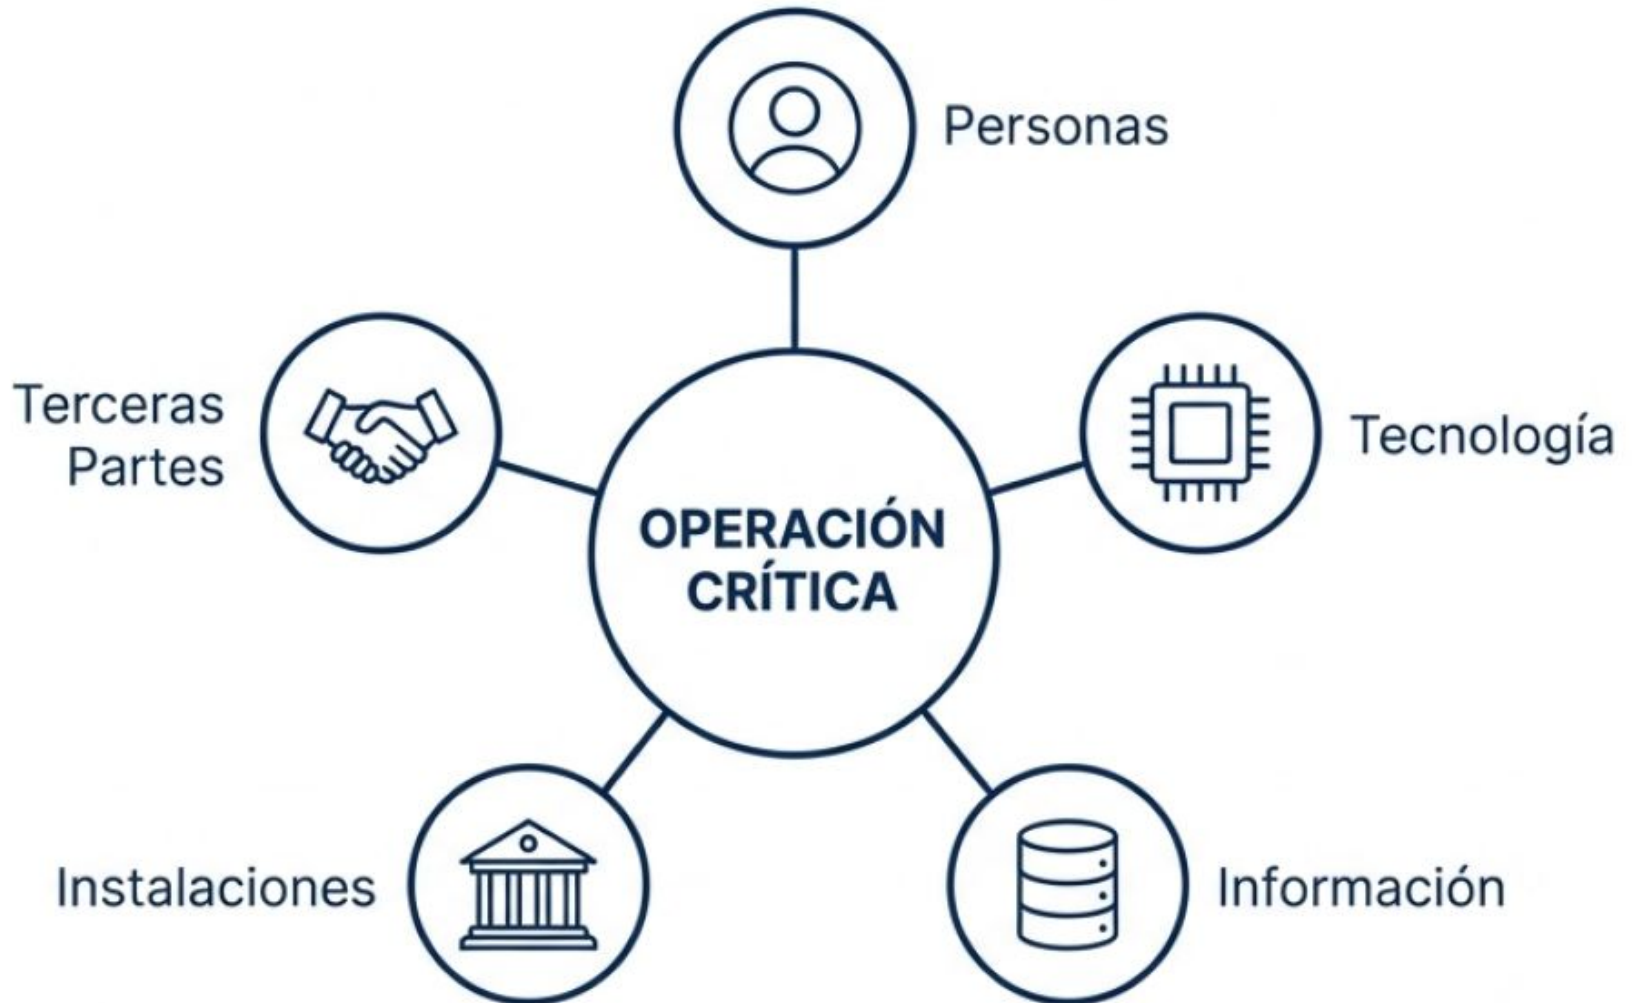 Personas
Terceras
Partes
Tecnología
OPERACIÓN
CRÍTICA
Instalaciones
Información